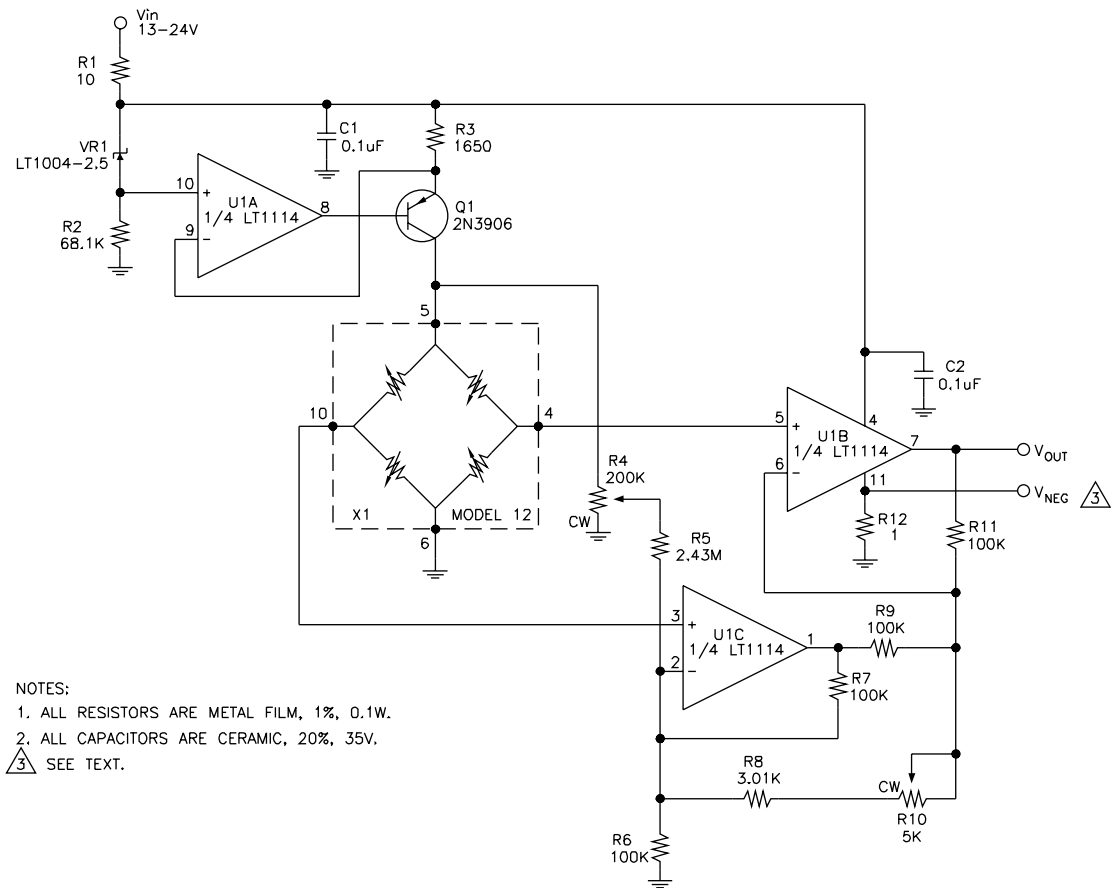 Vin
13-24V
R1
10
VR1
LT1004-2.5
C1
0.1uF
R3
1650
10
+
U1A
1/4 LT1114
8
9
-
R2
68.1K
Q1
2N3906
5
10
4
X1
MODEL 12
6
R4
200K
CW
R5
2.43M
C2
0.1uF
5
+
4
U1B
1/4 LT1114
7
6
-
11
VOUT
VNEG
3
R12
1
R11
100K
3
+
U1C
1/4 LT1114
1
2
-
R9
100K
R7
100K
R8
3.01K
CW
R10
5K
R6
100K
NOTES:
1. ALL RESISTORS ARE METAL FILM, 1%, 0.1W.
2. ALL CAPACITORS ARE CERAMIC, 20%, 35V.
3 SEE TEXT.